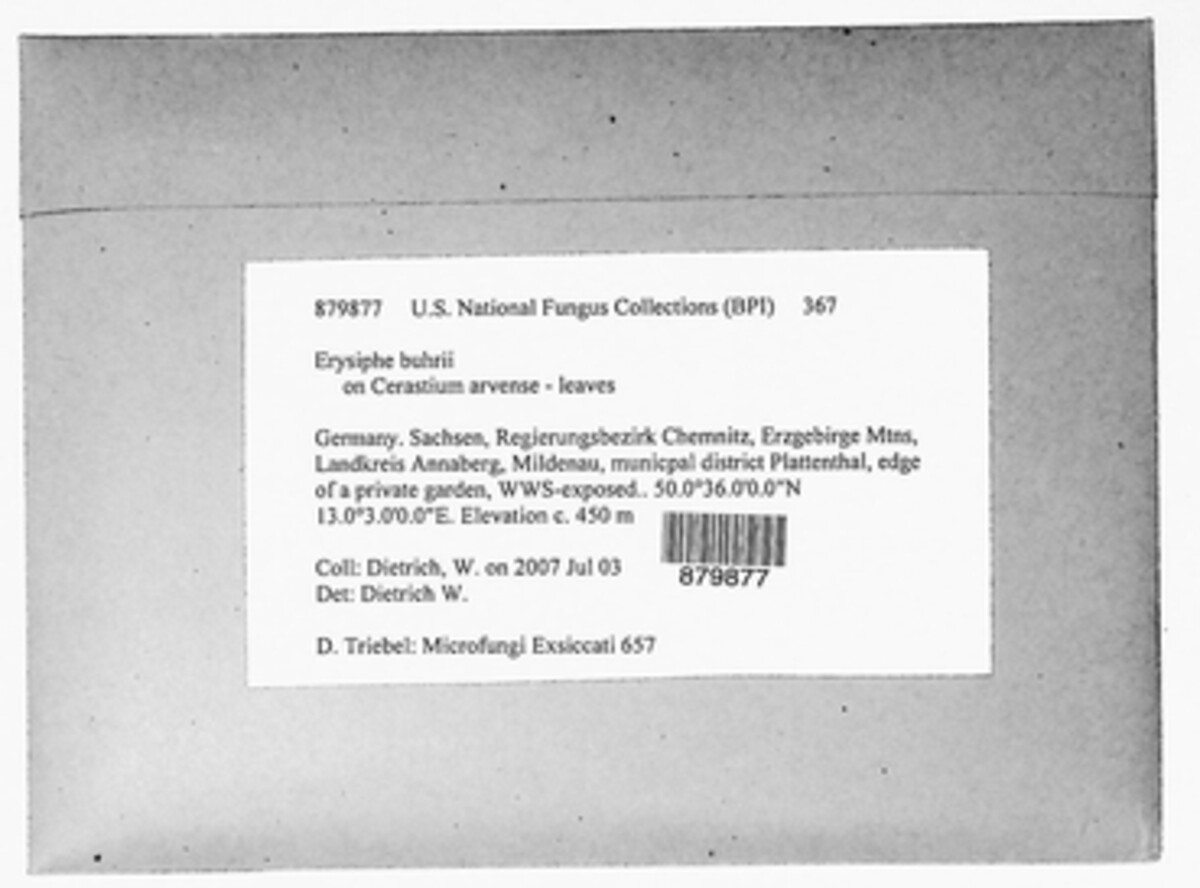 879877 U.S. National Fungus Collections (BPI) 367
Erysiphe buhrii
on Cerastium arvense - leaves
Germany. Sachsen, Regierungsbezirk Chemnitz, Erzgebirge Mtns,
Landkreis Annaberg, Mildenau, municpal district Plattenthal, edge
of a private garden, WWS-exposed.. 50.0°36.0'0.0"N
13.0°3.0'0.0"E. Elevation c. 450 m
Coll: Dietrich, W. on 2007 Jul 03
Det: Dietrich W.
879877
D. Triebel: Microfungi Exsiccati 657